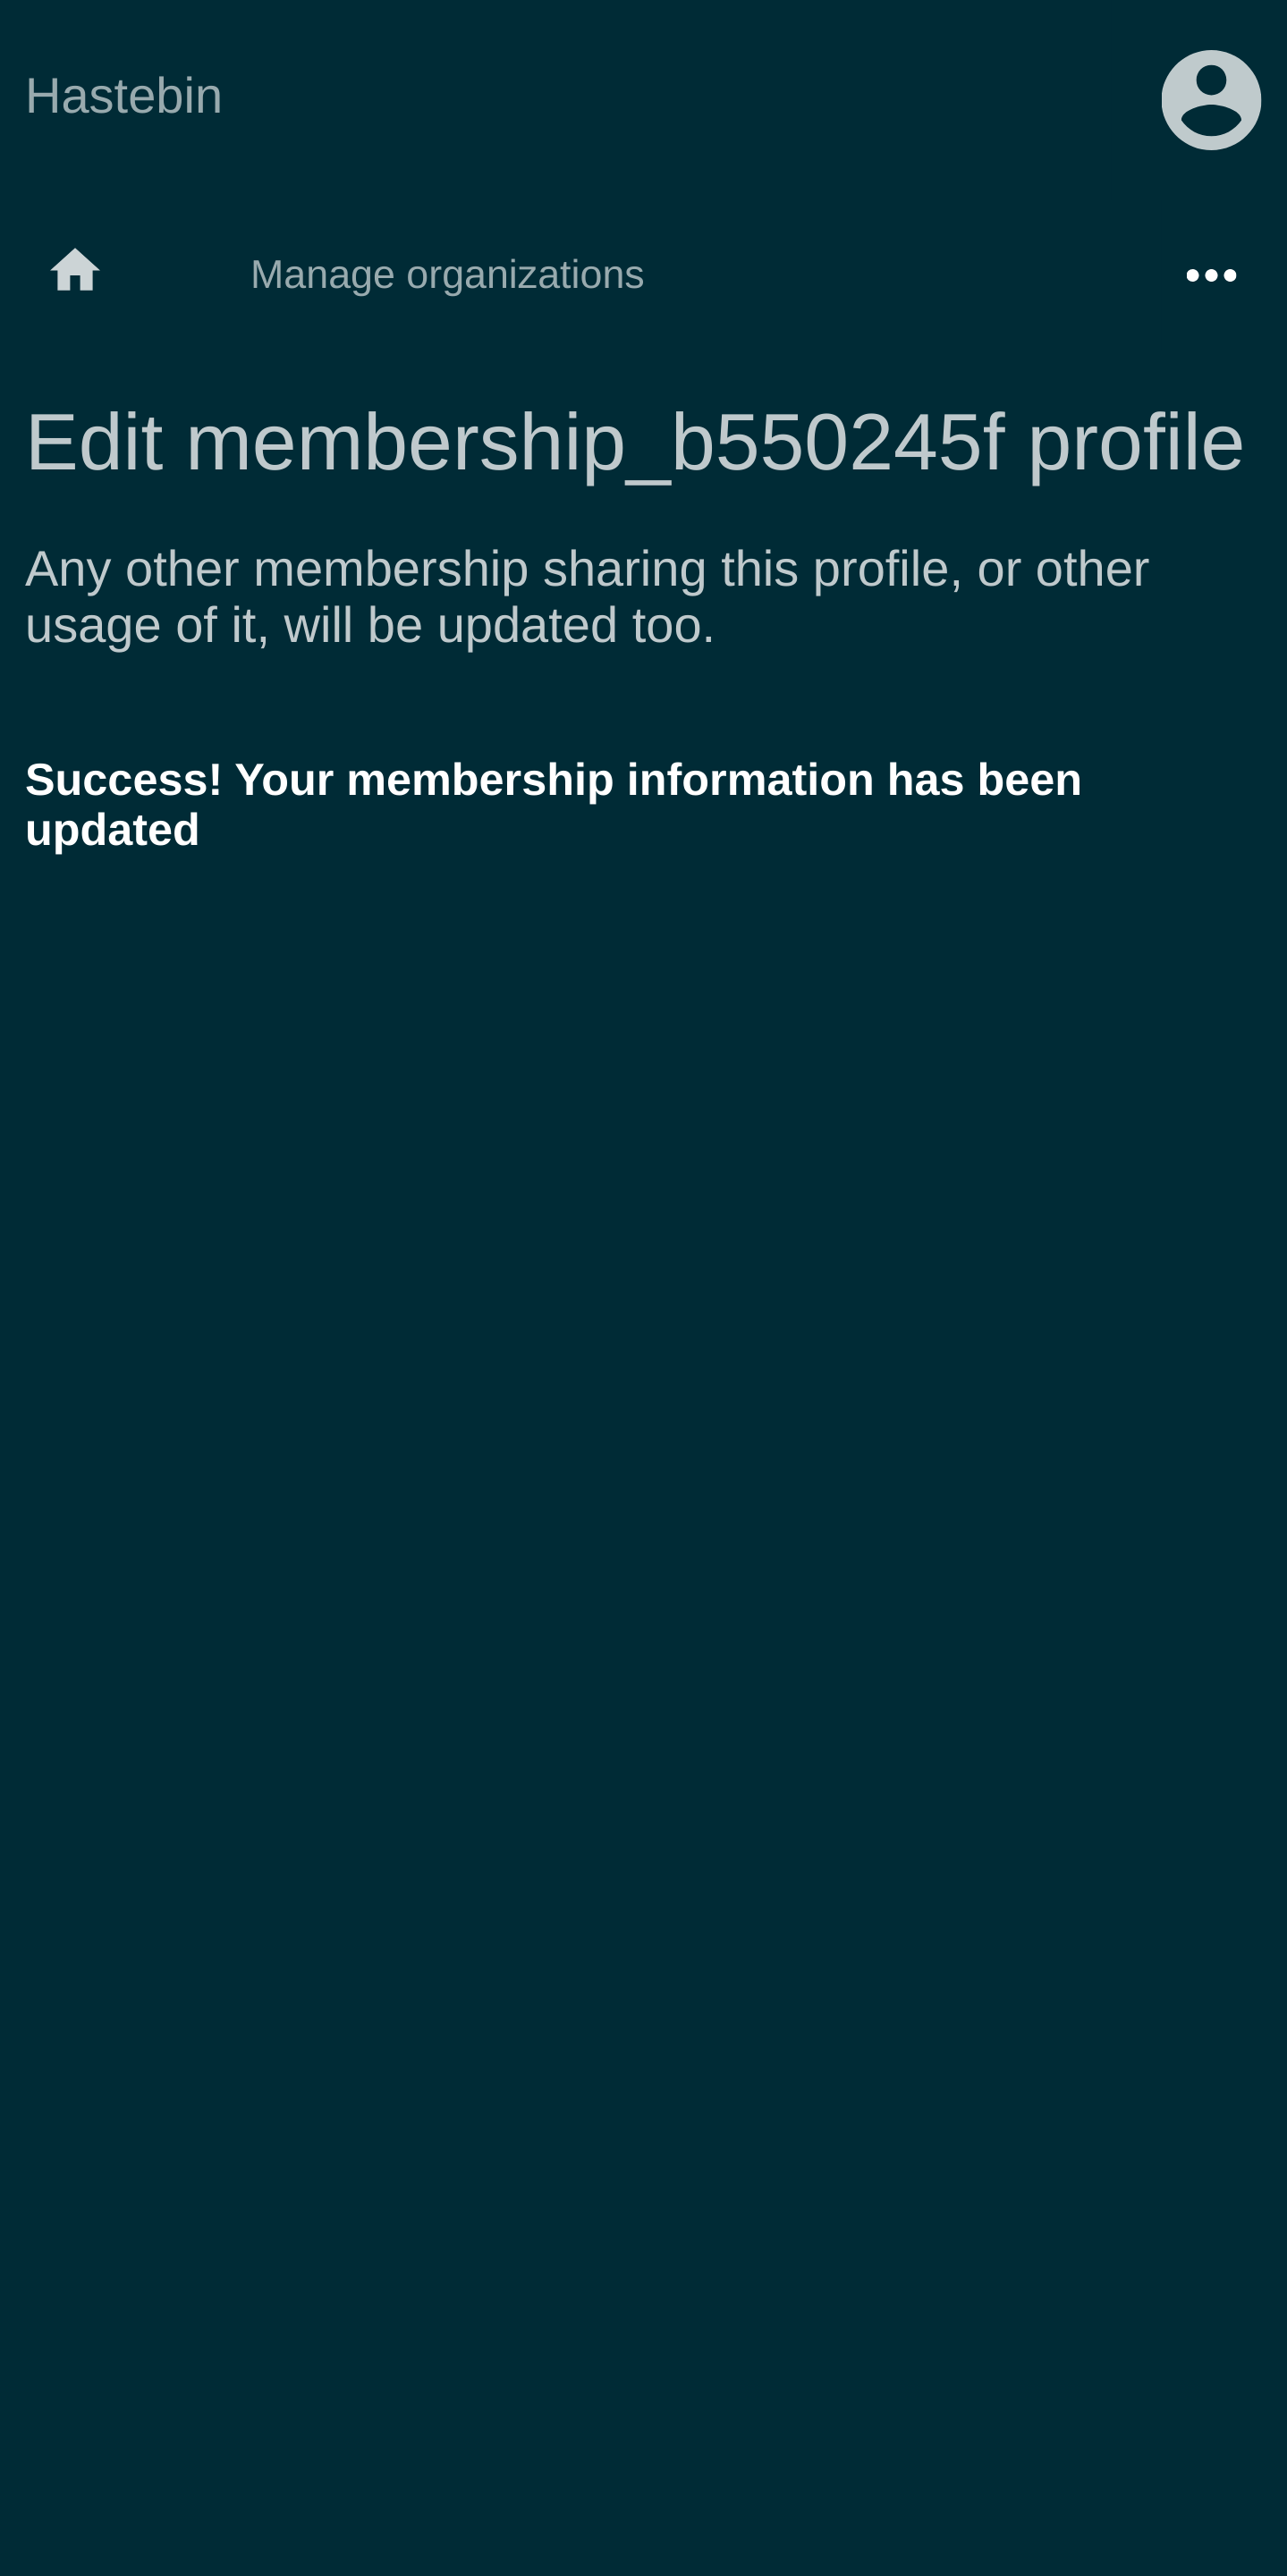 Hastebin
Manage organizations
Edit membership_b550245f profile
Any other membership sharing this profile, or other
usage of it, will be updated too.
Success! Your membership information has been
updated